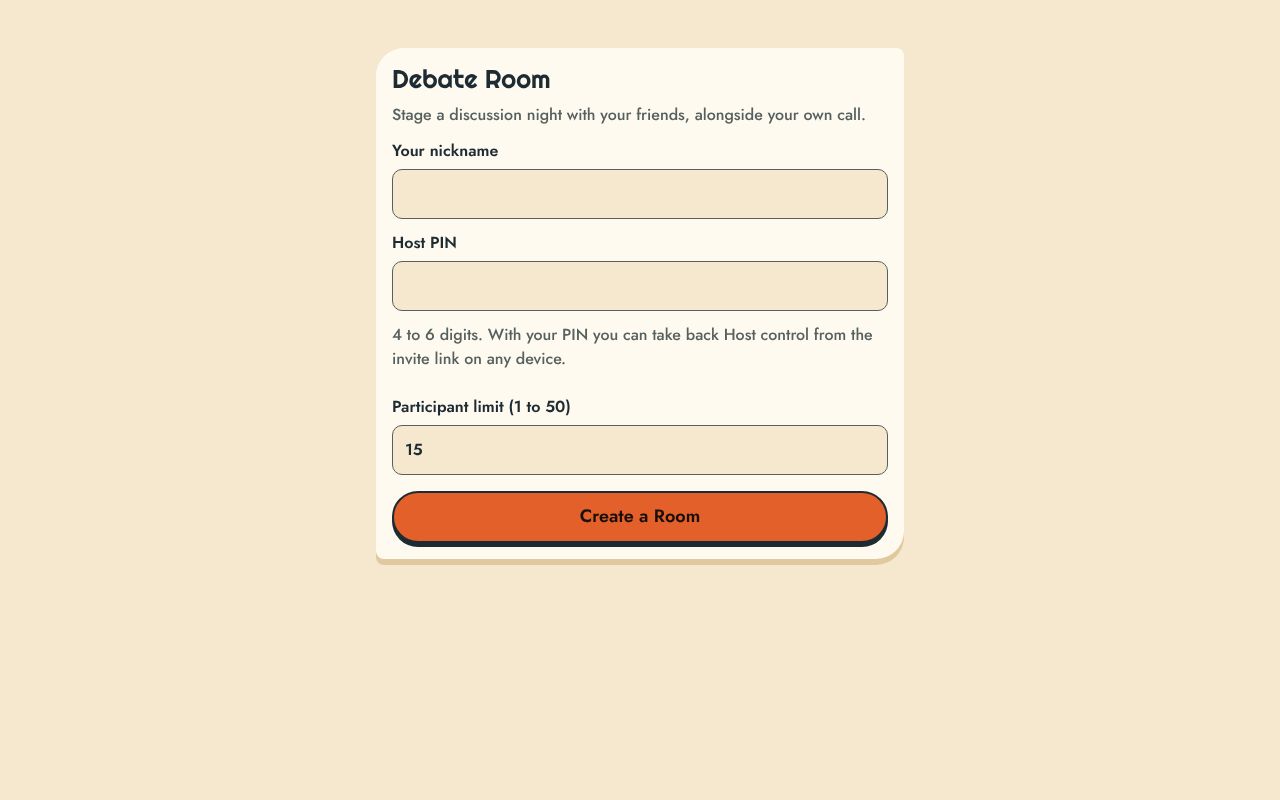 Debate Room
Stage a discussion night with your friends, alongside your own call.
Your nickname
Host PIN
4 to 6 digits. With your PIN you can take back Host control from the
invite link on any device.
Participant limit (1 to 50)
15
Create a Room